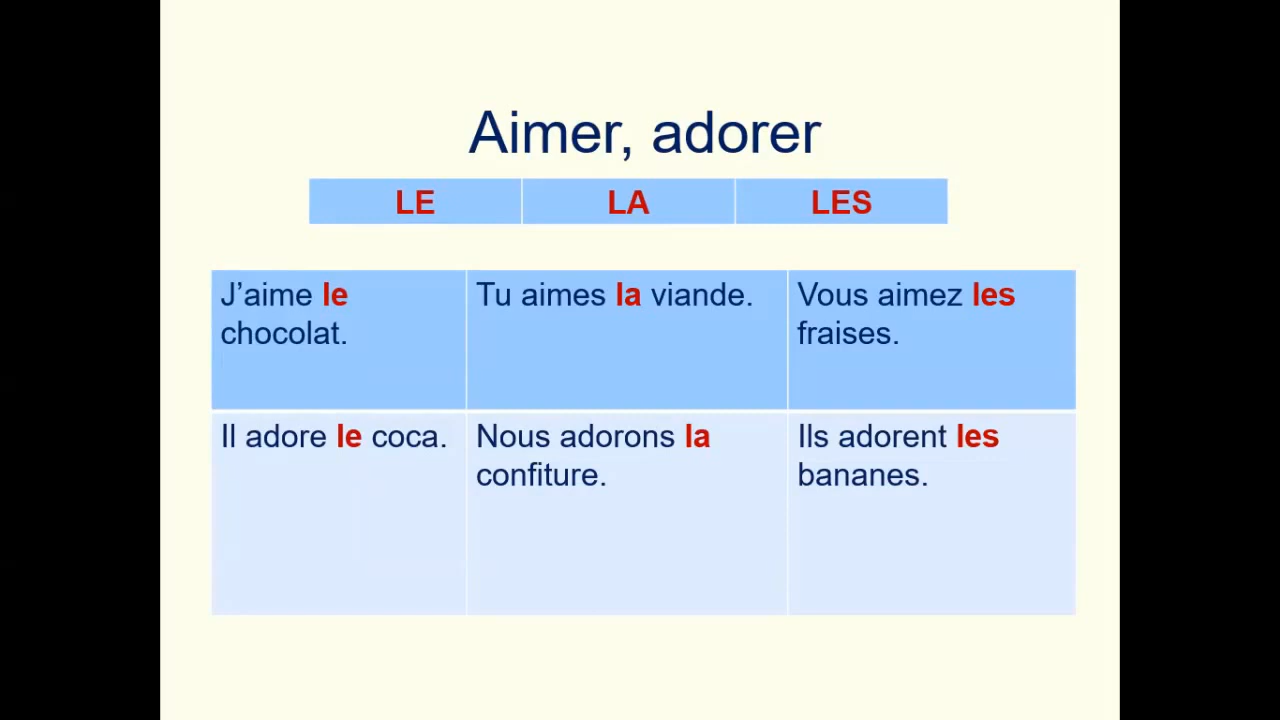 Aimer, adorer
LE
LA
LES
J’aime le
chocolat.
Tu aimes la viande.
Vous aimez les
fraises.
Il adore le coca.
Nous adorons la
confiture.
Ils adorent les
bananes.